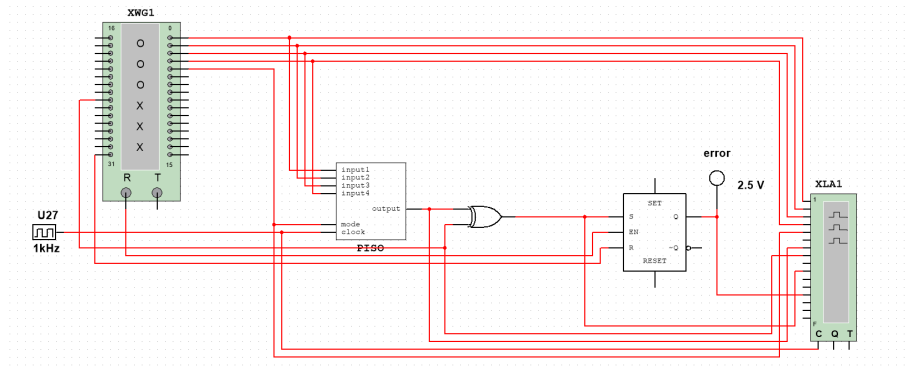 XWG1
16 0
O
O
O
X
X
X
31 15
R T
U27
1kHz
input1
input2
input3
input4
output
mode
clock
PISO
SET
S Q
EN
R ~Q
RESET
error
2.5 V
XLA1
1
F
C Q T